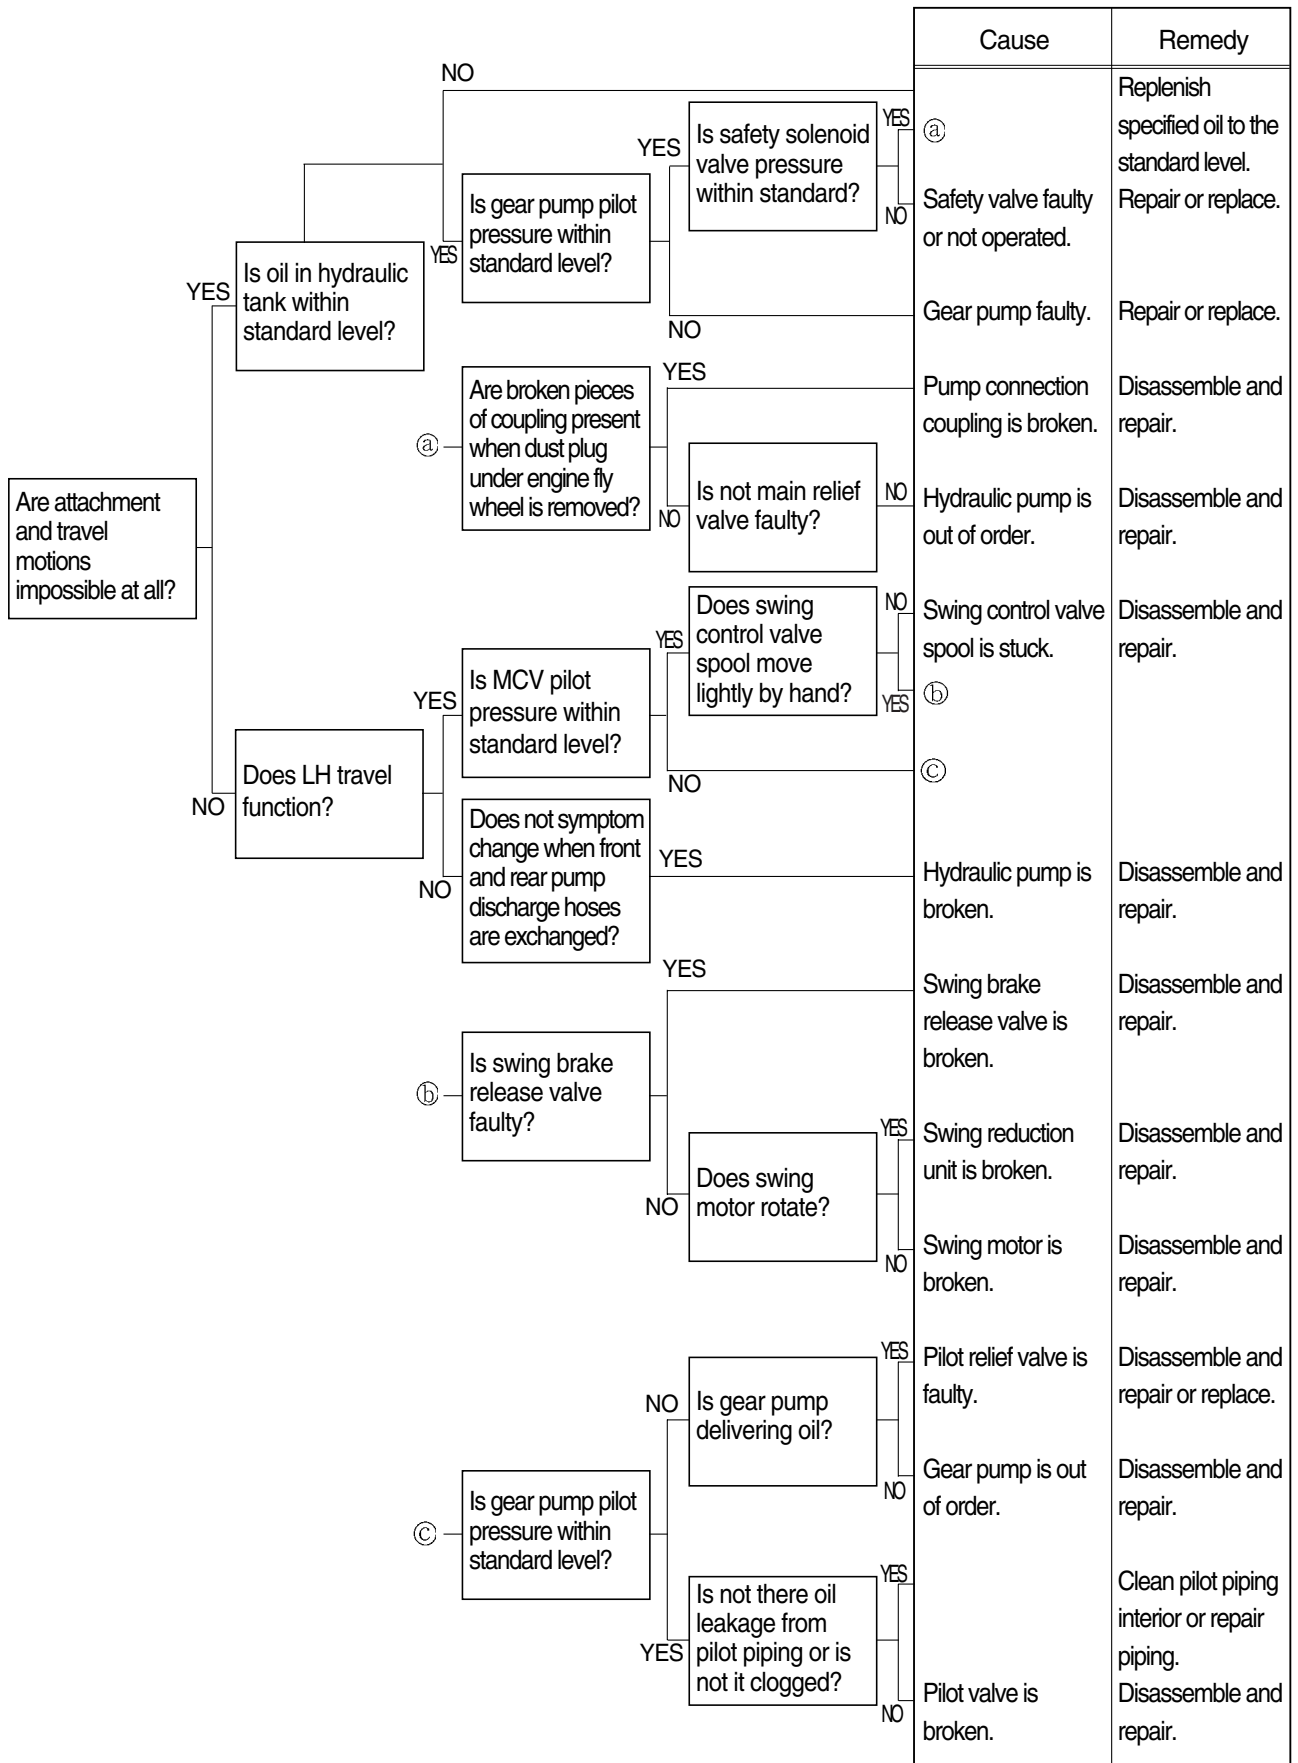 Cause
Remedy
NO
Replenish
specified oil to the
standard level.
YES
Is safety solenoid
valve pressure
within standard?
YES
ⓐ
NO
Safety valve faulty
or not operated.
Repair or replace.
Is gear pump pilot
pressure within
standard level?
YES
YES
Is oil in hydraulic
tank within
standard level?
NO
Gear pump faulty.
Repair or replace.
ⓐ
Are broken pieces
of coupling present
when dust plug
under engine fly
wheel is removed?
YES
Pump connection
coupling is broken.
Disassemble and
repair.
NO
Is not main relief
valve faulty?
NO
Hydraulic pump is
out of order.
Disassemble and
repair.
Are attachment
and travel
motions
impossible at all?
Does swing
control valve
spool move
lightly by hand?
NO
Swing control valve
spool is stuck.
Disassemble and
repair.
YES
ⓑ
YES
Is MCV pilot
pressure within
standard level?
YES
NO
ⓒ
NO
Does LH travel
function?
NO
Does not symptom
change when front
and rear pump
discharge hoses
are exchanged?
YES
Hydraulic pump is
broken.
Disassemble and
repair.
YES
Swing brake
release valve is
broken.
Disassemble and
repair.
ⓑ
Is swing brake
release valve
faulty?
NO
Does swing
motor rotate?
YES
Swing reduction
unit is broken.
Disassemble and
repair.
NO
Swing motor is
broken.
Disassemble and
repair.
NO
Is gear pump
delivering oil?
YES
Pilot relief valve is
faulty.
Disassemble and
repair or replace.
NO
Gear pump is out
of order.
Disassemble and
repair.
ⓒ
Is gear pump pilot
pressure within
standard level?
YES
Is not there oil
leakage from
pilot piping or is
not it clogged?
YES
Clean pilot piping
interior or repair
piping.
NO
Pilot valve is
broken.
Disassemble and
repair.